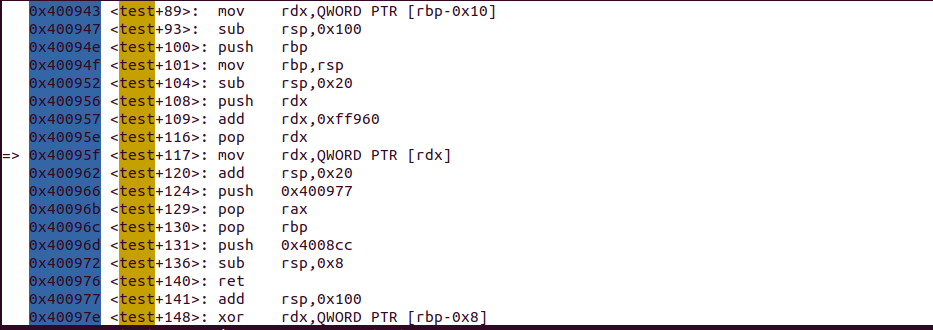 0x400943 <test+89>: mov rdx,QWORD PTR [rbp-0x10]
0x400947 <test+93>: sub rsp,0x100
0x40094e <test+100>: push rbp
0x40094f <test+101>: mov rbp,rsp
0x400952 <test+104>: sub rsp,0x20
0x400956 <test+108>: push rdx
0x400957 <test+109>: add rdx,0xff960
0x40095e <test+116>: pop rdx
=> 0x40095f <test+117>: mov rdx,QWORD PTR [rdx]
0x400962 <test+120>: add rsp,0x20
0x400966 <test+124>: push 0x400977
0x40096b <test+129>: pop rax
0x40096c <test+130>: pop rbp
0x40096d <test+131>: push 0x4008cc
0x400972 <test+136>: sub rsp,0x8
0x400976 <test+140>: ret
0x400977 <test+141>: add rsp,0x100
0x40097e <test+148>: xor rdx,QWORD PTR [rbp-0x8]